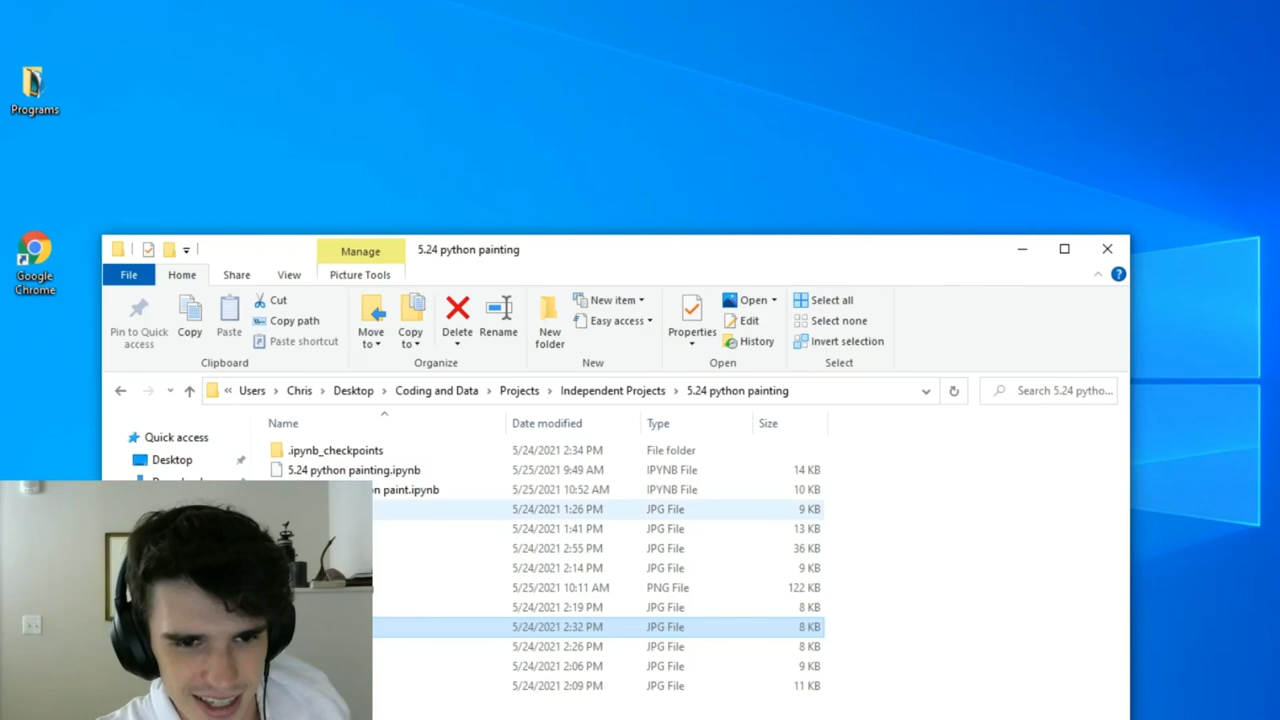 Programs
Google
Chrome
5.24 python painting
Manage
File
Home
Share
View
Picture Tools
Pin to Quick
access
Copy
Paste
Cut
Copy path
Paste shortcut
Clipboard
Move
to
Copy
to
Delete
Rename
Organize
New
folder
New item
Easy access
New
Properties
Open
Edit
History
Open
Select all
Select none
Invert selection
Select
« Users > Chris > Desktop > Coding and Data > Projects > Independent Projects > 5.24 python painting
Search 5.24 pytho...
Name Date modified Type Size
Quick access
Desktop
.ipynb_checkpoints 5/24/2021 2:34 PM File folder
5.24 python painting.ipynb 5/25/2021 9:49 AM IPYNB File 14 KB
paint.ipynb 5/25/2021 10:52 AM IPYNB File 10 KB
5/24/2021 1:26 PM JPG File 9 KB
5/24/2021 1:41 PM JPG File 13 KB
5/24/2021 2:55 PM JPG File 36 KB
5/24/2021 2:14 PM JPG File 9 KB
5/25/2021 10:11 AM PNG File 122 KB
5/24/2021 2:19 PM JPG File 8 KB
5/24/2021 2:32 PM JPG File 8 KB
5/24/2021 2:26 PM JPG File 8 KB
5/24/2021 2:06 PM JPG File 9 KB
5/24/2021 2:09 PM JPG File 11 KB